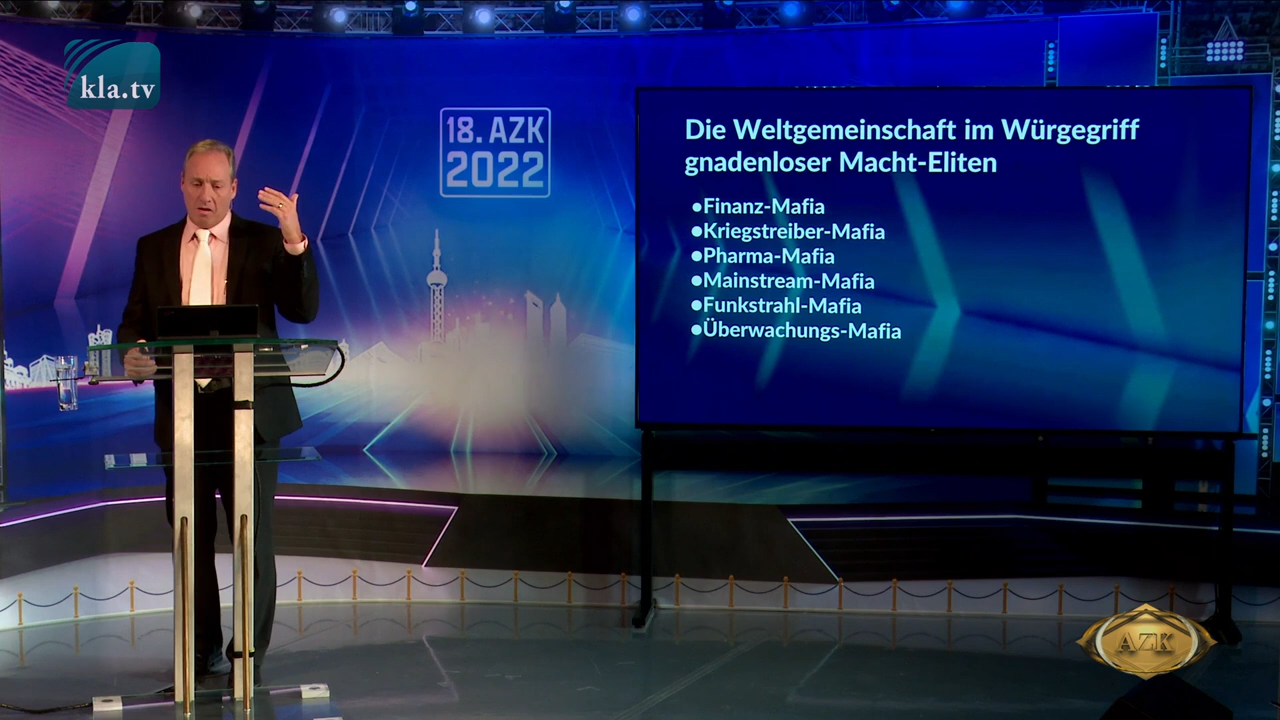 kla.tv
18. AZK
2022
Die Weltgemeinschaft im Würgegriff
gnadenloser Macht-Eliten
●Finanz-Mafia
●Kriegstreiber-Mafia
●Pharma-Mafia
●Mainstream-Mafia
●Funkstrahl-Mafia
●Überwachungs-Mafia
AZK